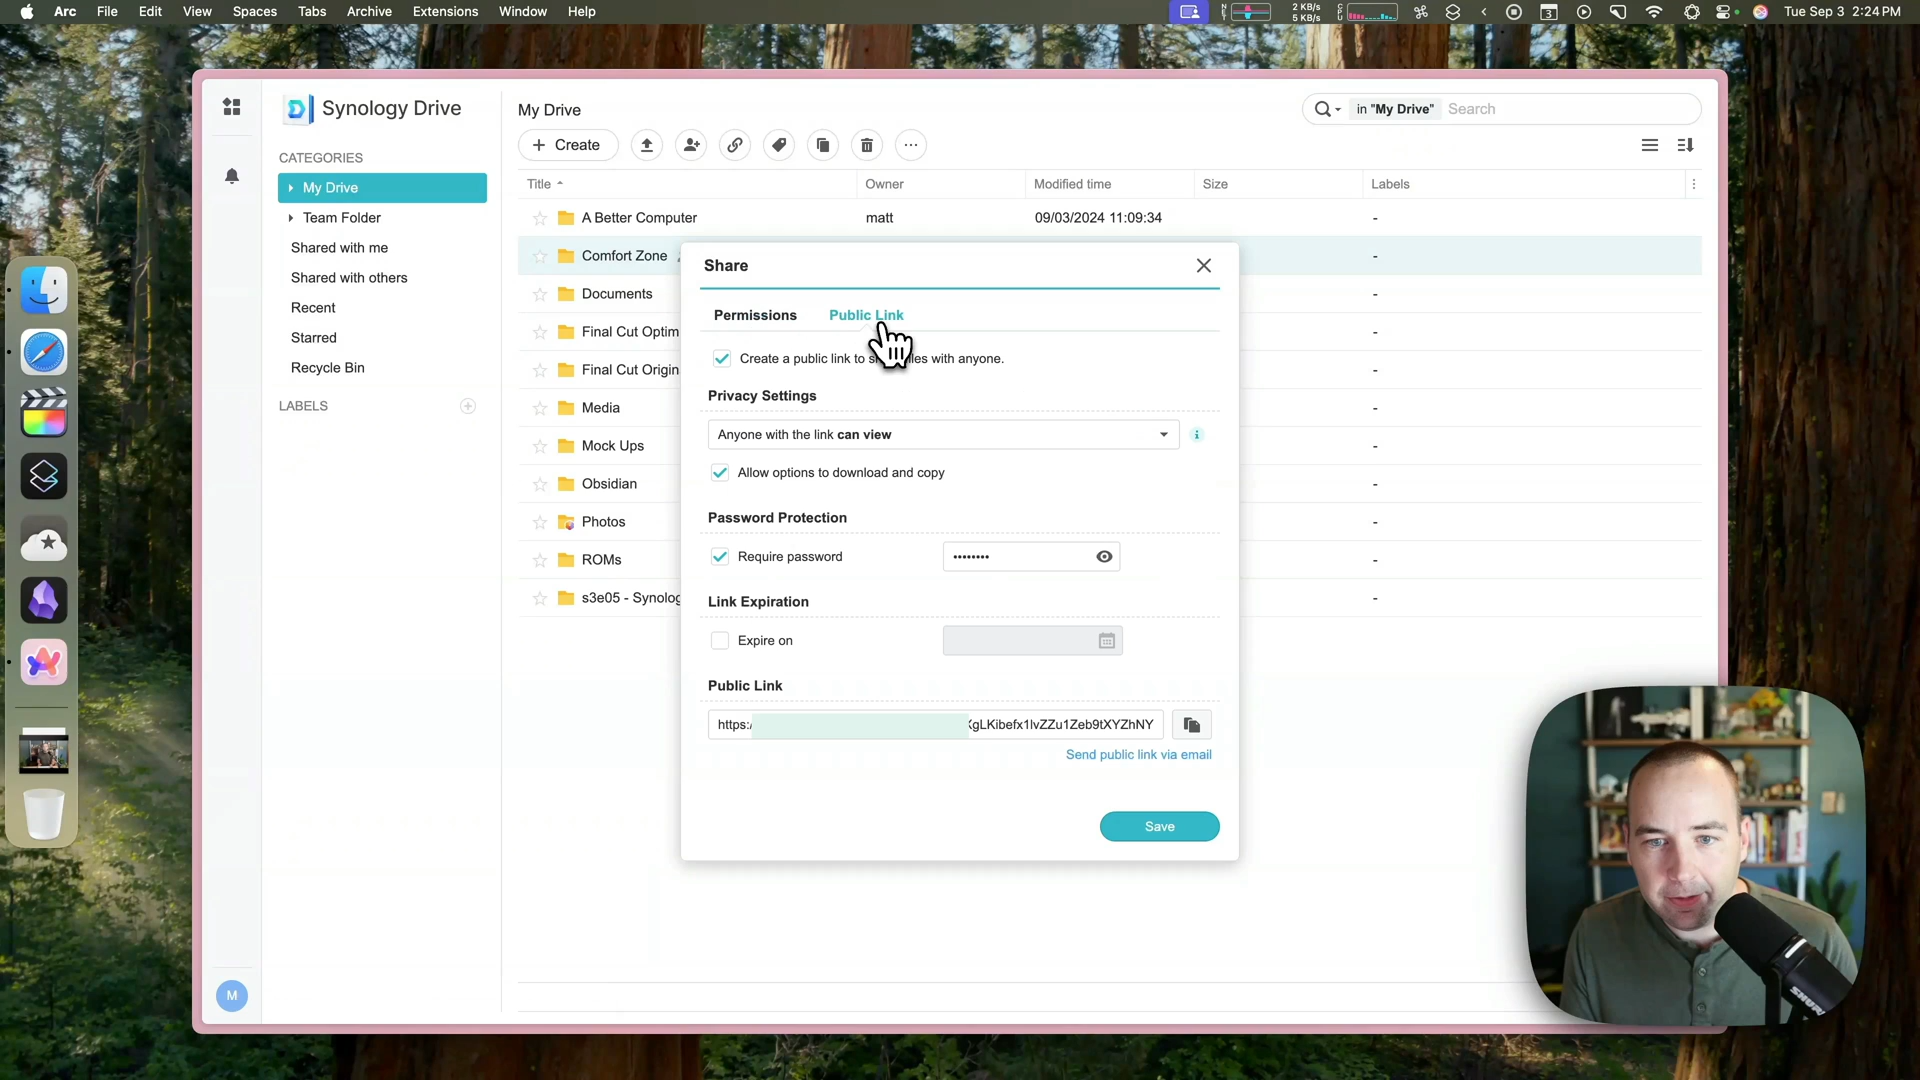 Arc File Edit View Spaces Tabs Archive Extensions Window Help
2 KB/s
5 KB/s
3
Tue Sep 3 2:24 PM
Synology Drive
My Drive
in "My Drive" Search
+ Create
CATEGORIES
My Drive
Team Folder
Shared with me
Shared with others
Recent
Starred
Recycle Bin
LABELS
Title Owner Modified time Size Labels
A Better Computer matt 09/03/2024 11:09:34 -
Comfort Zone -
Documents -
Final Cut Optim -
Final Cut Origin -
Media -
Mock Ups -
Obsidian -
Photos -
ROMs -
s3e05 - Synolog -
Share
Permissions Public Link
Create a public link to les with anyone.
Privacy Settings
Anyone with the link can view
Allow options to download and copy
Password Protection
Require password ••••••••
Link Expiration
Expire on
Public Link
https:/ gLKibefx1lvZZu1Zeb9tXYZhNY
Send public link via email
Save
M
SHURE